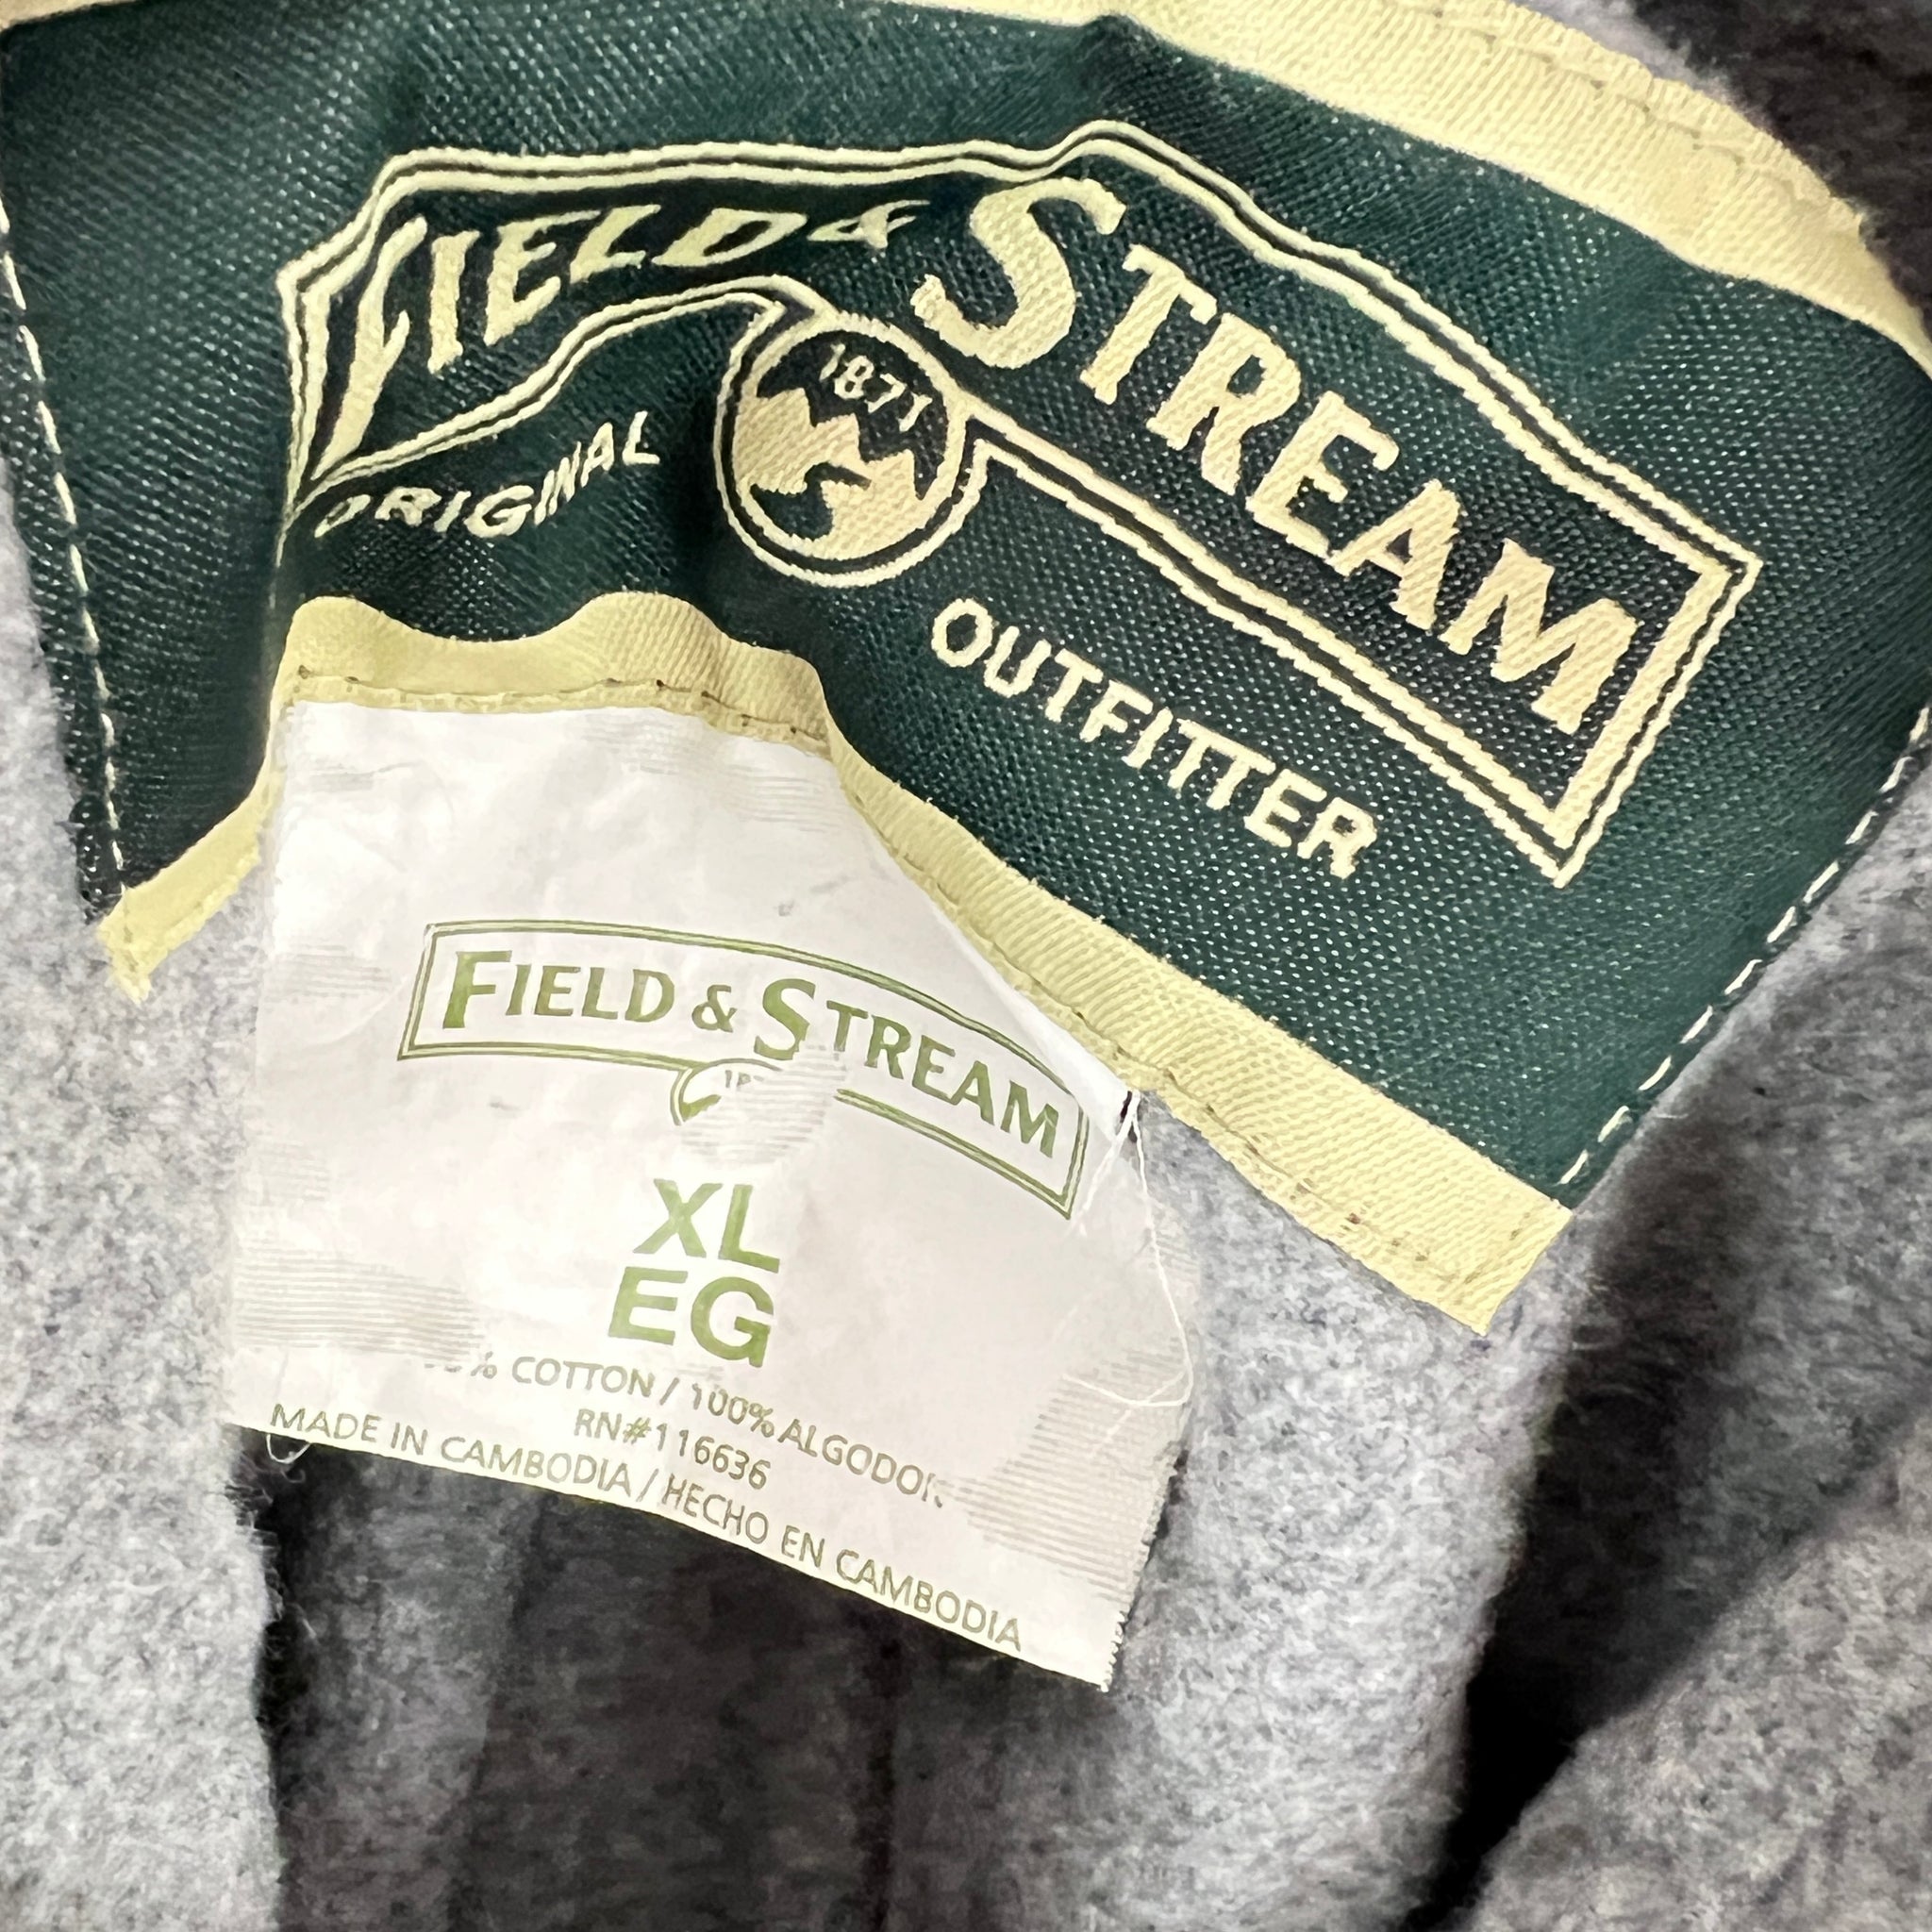 FIELD & STREAM
1871
ORIGINAL
OUTFITTER
FIELD & STREAM
XL
EG
COTTON / 100% ALGODON
RN#116636
MADE IN CAMBODIA / HECHO EN CAMBODIA